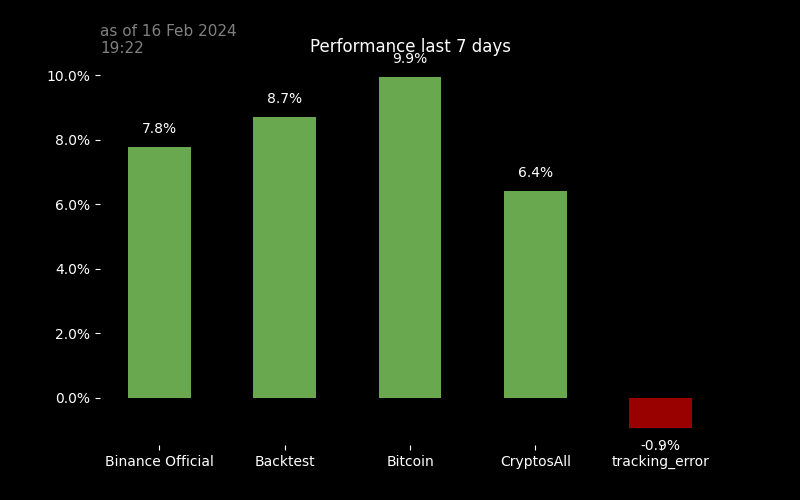 as of 16 Feb 2024
19:22
Performance last 7 days
10.0%
8.0%
6.0%
4.0%
2.0%
0.0%
7.8%
8.7%
9.9%
6.4%
-0.9%
Binance Official
Backtest
Bitcoin
CryptosAll
tracking_error